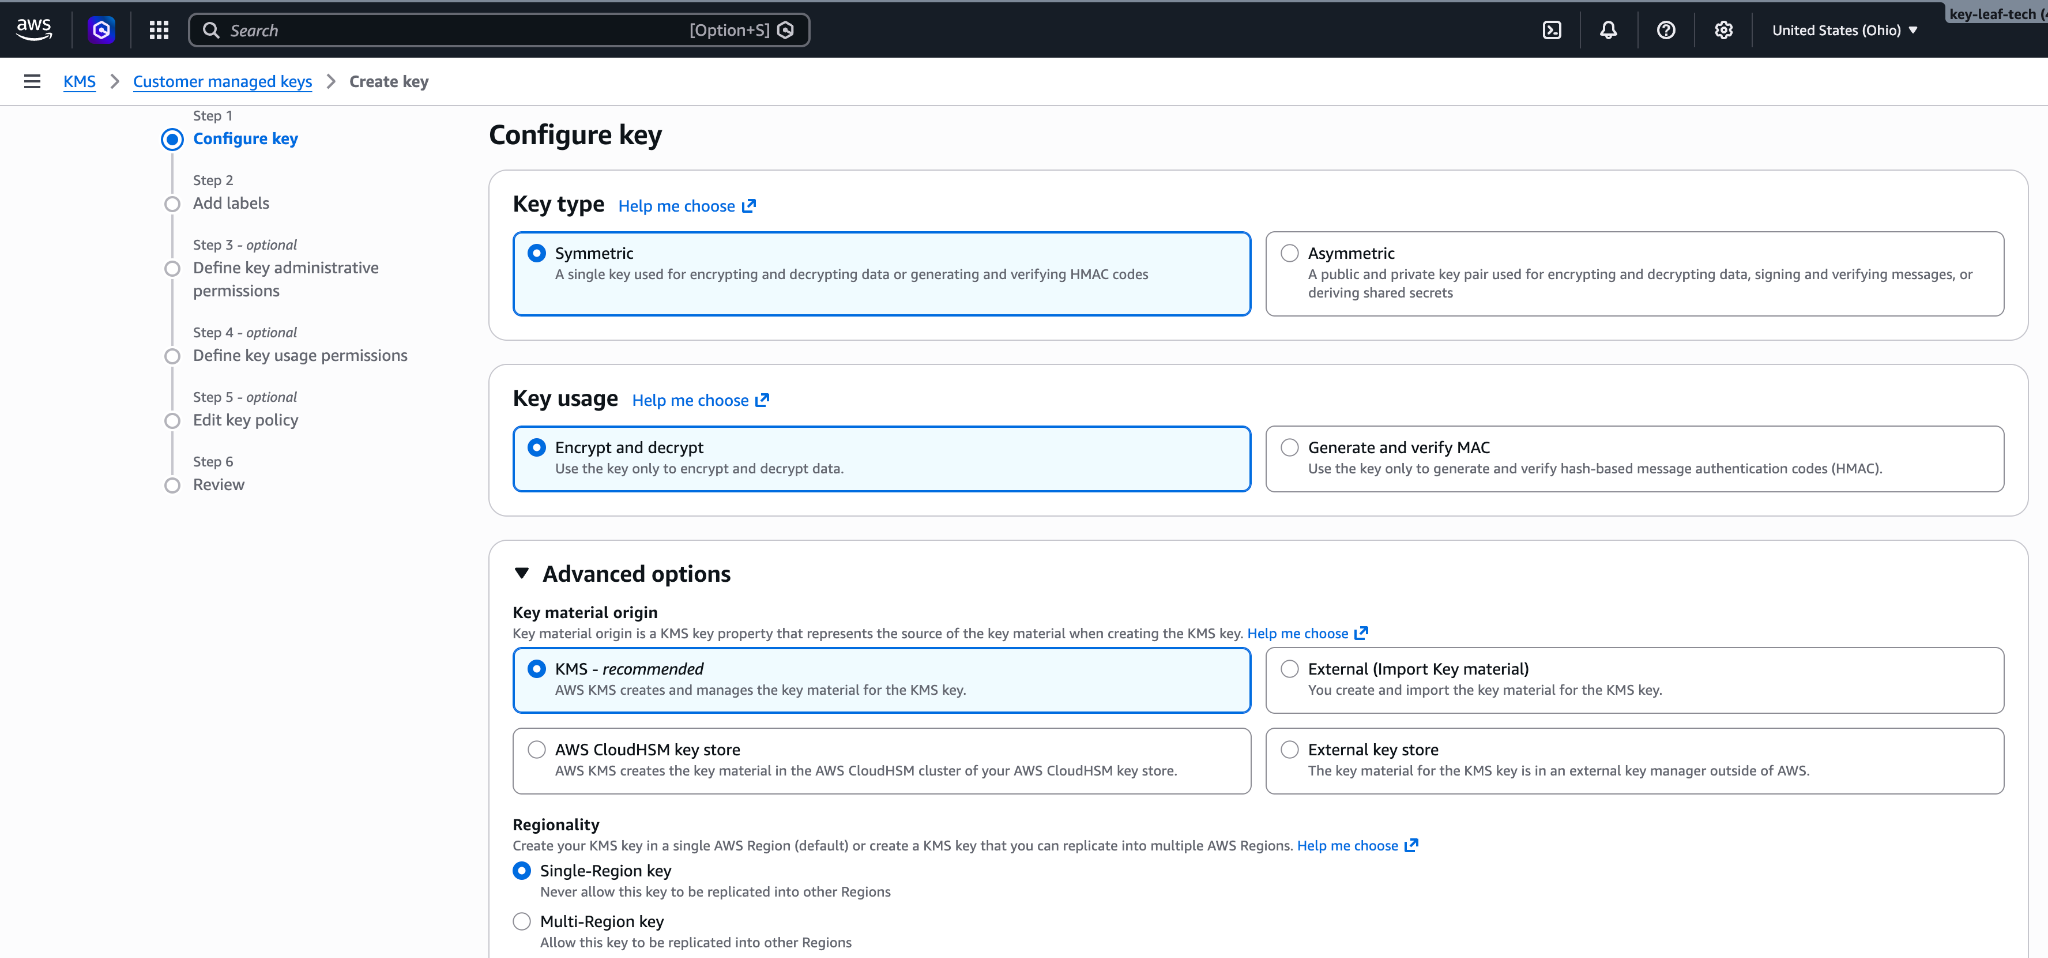 aws
Search
[Option+S]
United States (Ohio)
key-leaf-tech (
KMS
Customer managed keys
Create key
Step 1
Configure key
Step 2
Add labels
Step 3 - optional
Define key administrative
permissions
Step 4 - optional
Define key usage permissions
Step 5 - optional
Edit key policy
Step 6
Review
Configure key
Key type Help me choose
Symmetric
A single key used for encrypting and decrypting data or generating and verifying HMAC codes
Asymmetric
A public and private key pair used for encrypting and decrypting data, signing and verifying messages, or
deriving shared secrets
Key usage Help me choose
Encrypt and decrypt
Use the key only to encrypt and decrypt data.
Generate and verify MAC
Use the key only to generate and verify hash-based message authentication codes (HMAC).
Advanced options
Key material origin
Key material origin is a KMS key property that represents the source of the key material when creating the KMS key. Help me choose
KMS - recommended
AWS KMS creates and manages the key material for the KMS key.
External (Import Key material)
You create and import the key material for the KMS key.
AWS CloudHSM key store
AWS KMS creates the key material in the AWS CloudHSM cluster of your AWS CloudHSM key store.
External key store
The key material for the KMS key is in an external key manager outside of AWS.
Regionality
Create your KMS key in a single AWS Region (default) or create a KMS key that you can replicate into multiple AWS Regions. Help me choose
Single-Region key
Never allow this key to be replicated into other Regions
Multi-Region key
Allow this key to be replicated into other Regions